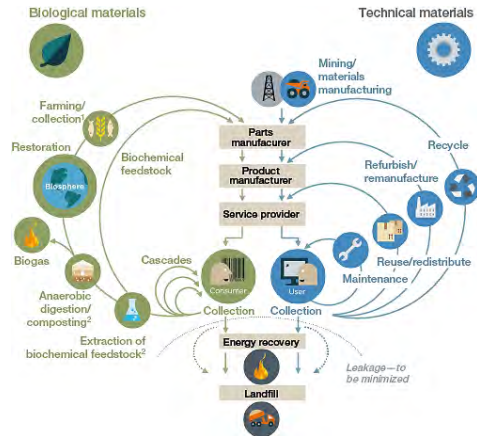 Biological materials
Technical materials
Mining/
materials
manufacturing
Farming/
collection¹
Parts
manufacurer
Recycle
Restoration
Biochemical
feedstock
Refurbish/
remanufacture
Product
manufacturer
Biosphere
Service provider
Biogas
Cascades
Reuse/redistribute
Maintenance
Consumer
User
Anaerobic
digestion/
composting²
Collection
Collection
Extraction of
biochemical feedstock²
Energy recovery
Leakage—to
be minimized
Landfill